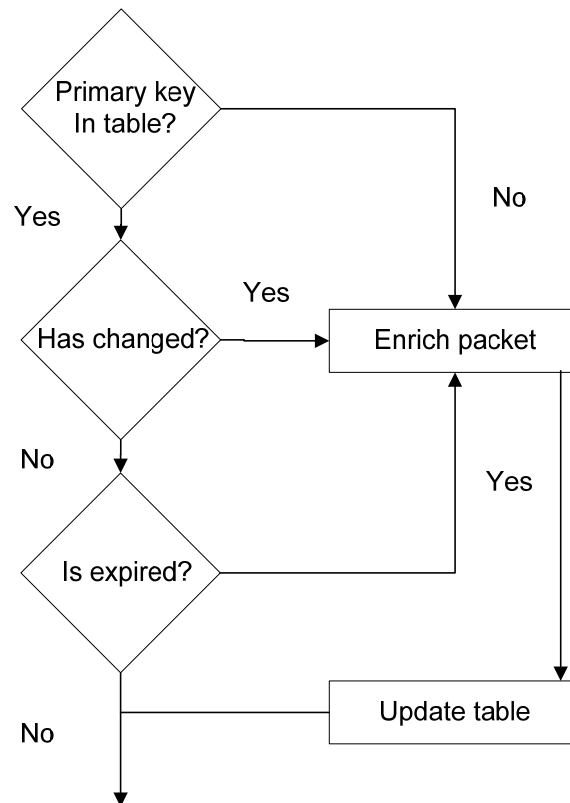 Primary key
In table?
No
Yes
Yes
Has changed?
Enrich packet
No
Yes
Is expired?
Update table
No